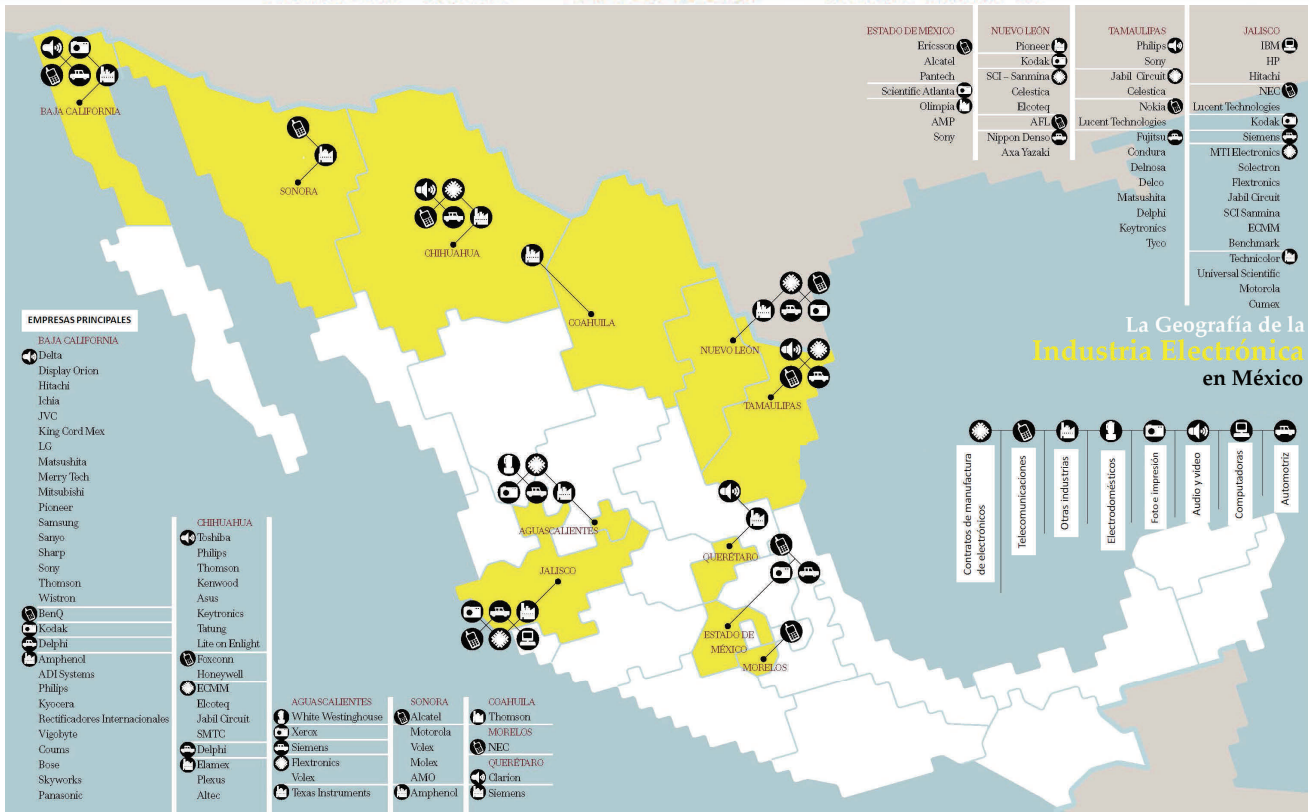 ESTADO DE MÉXICO
Ericsson
Alcatel
Pantech
Scientific Atlanta
Olimpia
AMP
Sony
NUEVO LEÓN
Pioneer
Kodak
SCI – Sanmina
Celestica
Elcoteq
AFL
Nippon Denso
Axa Yazaki
TAMAULIPAS
Philips
Sony
Jabil Circuit
Celestica
Nokia
Lucent Technologies
Fujitsu
Condura
Delnosa
Delco
Matsushita
Delphi
Keytronics
Tyco
JALISCO
IBM
HP
Hitachi
NEC
Lucent Technologies
Kodak
Siemens
MTI Electronics
Solectron
Flextronics
Jabil Circuit
SCI Sanmina
ECMM
Benchmark
Technicolor
Universal Scientific
Motorola
Cumex
La Geografía de la
Industria Electrónica
en México
Contratos de manufactura
de electrónicos
Telecomunicaciones
Otras industrias
Electrodomésticos
Foto e impresión
Audio y video
Computadoras
Automotriz
BAJA CALIFORNIA
SONORA
CHIHUAHUA
COAHUILA
NUEVO LEÓN
TAMAULIPAS
AGUASCALIENTES
JALISCO
QUERÉTARO
ESTADO DE
MÉXICO
MORELOS
EMPRESAS PRINCIPALES
BAJA CALIFORNIA
Delta
Display Orion
Hitachi
Ichia
JVC
King Cord Mex
LG
Matsushita
Merry Tech
Mitsubishi
Pioneer
Samsung
Sanyo
Sharp
Sony
Thomson
Wistron
BenQ
Kodak
Delphi
Amphenol
ADI Systems
Philips
Kyocera
Rectificadores Internacionales
Vigobyte
Coums
Bose
Skyworks
Panasonic
CHIHUAHUA
Toshiba
Philips
Thomson
Kenwood
Asus
Keytronics
Tatung
Lite on Enlight
Foxconn
Honeywell
ECMM
Elcoteq
Jabil Circuit
SMTC
Delphi
Elamex
Plexus
Altec
AGUASCALIENTES
White Westinghouse
Xerox
Siemens
Flextronics
Volex
Texas Instruments
SONORA
Alcatel
Motorola
Volex
Molex
AMO
Amphenol
COAHUILA
Thomson
MORELOS
NEC
QUERÉTARO
Clarion
Siemens